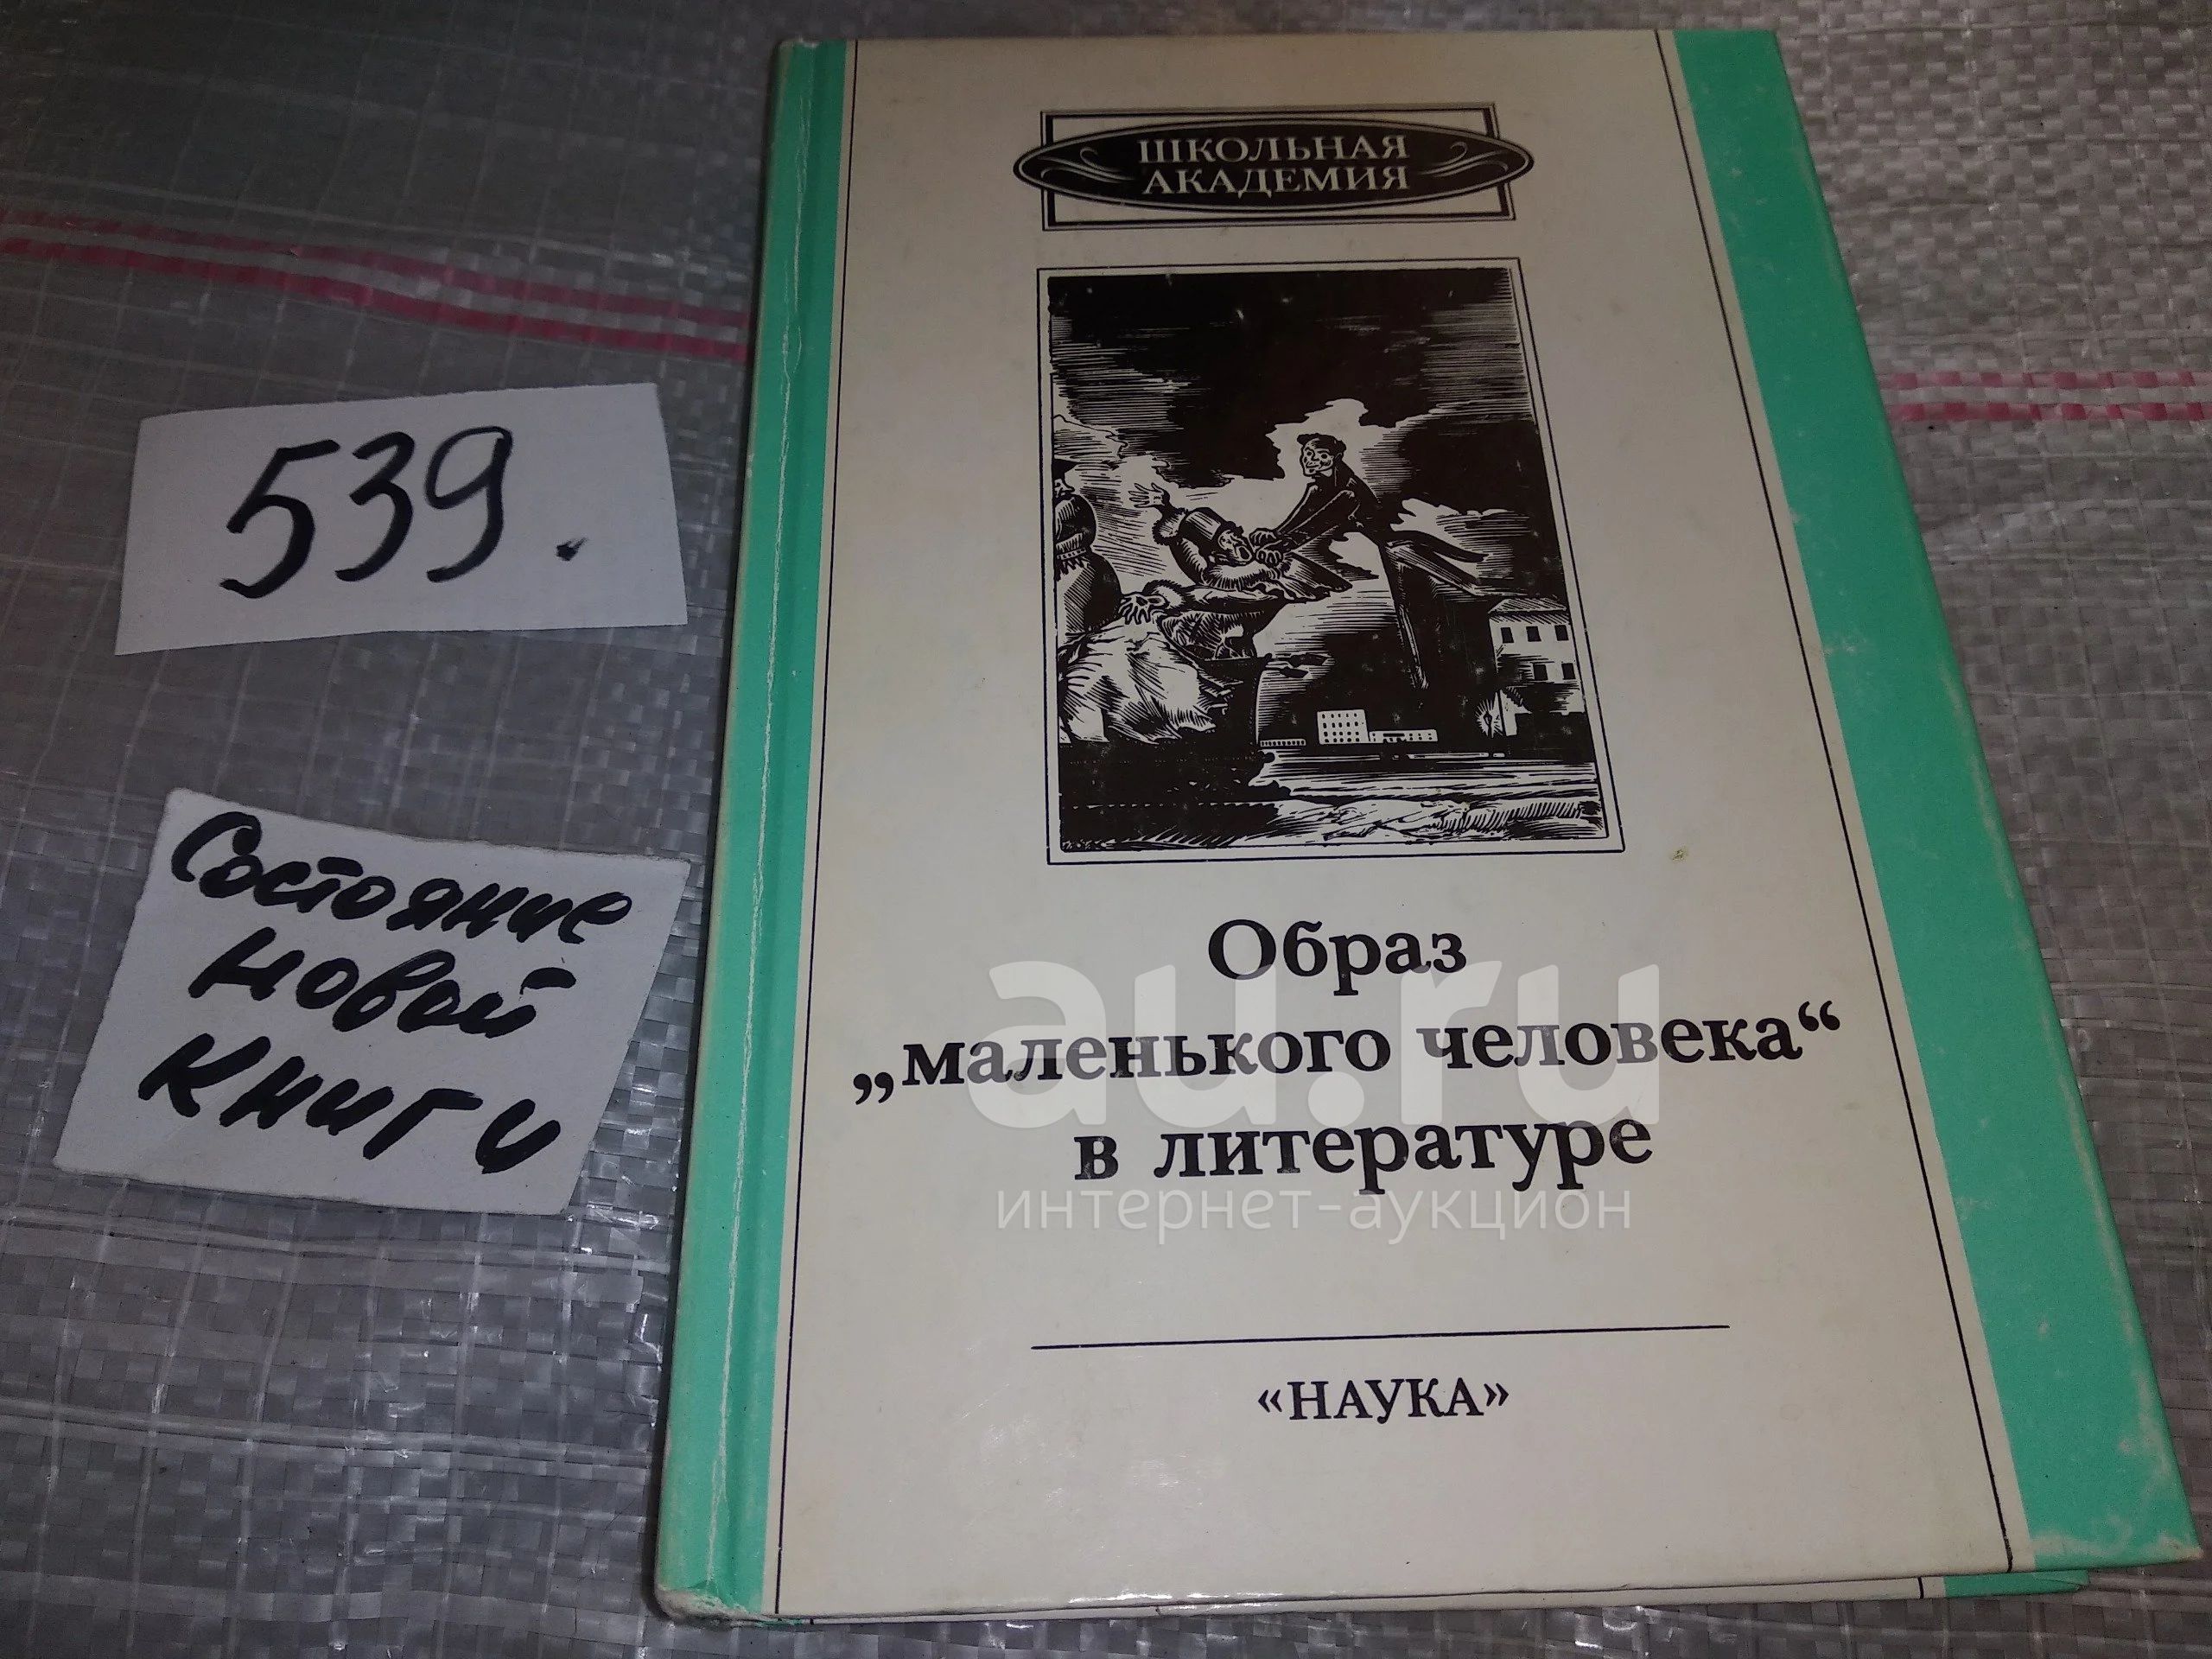 ШКОЛЬНАЯ
АКАДЕМИЯ
539.
Состояние
новой
книги
Образ
„маленького человека“
в литературе
au.ru
интернет-аукцион
«НАУКА»